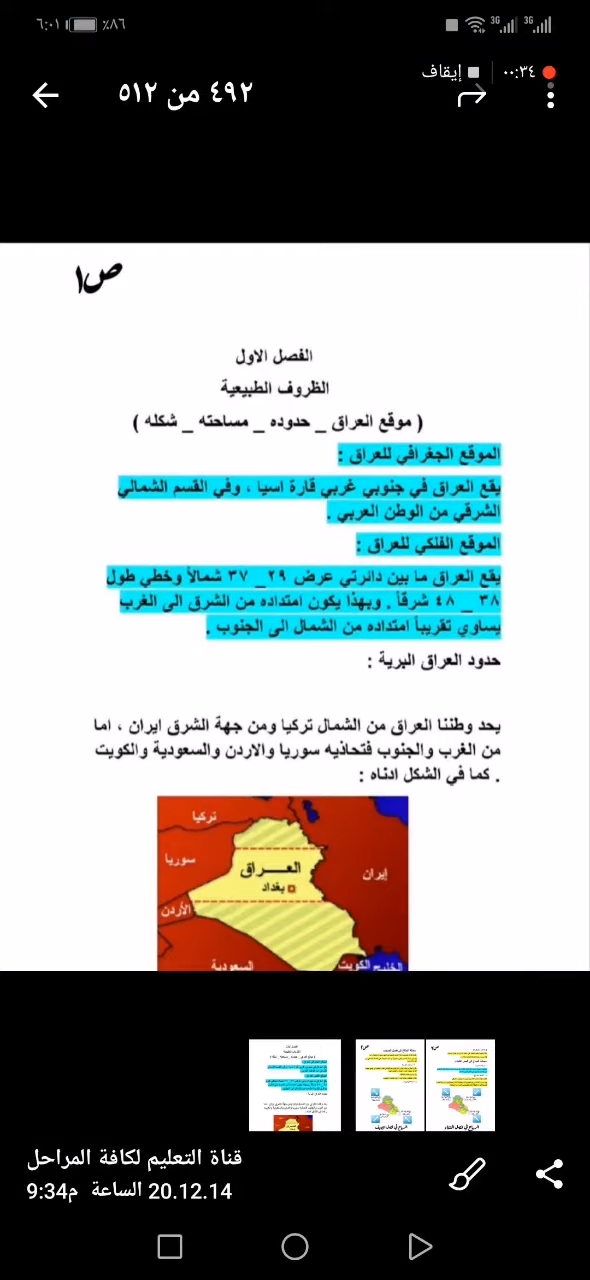 ٦:٠١ ٪٨٦ 3G 3G
٠٠:٣٤ إيقاف
٤٩٢ من ٥١٢
ص١
الفصل الاول
الظروف الطبيعية
( موقع العراق _ حدوده _ مساحته _ شكله )
الموقع الجغرافي للعراق :
يقع العراق في جنوبي غربي قارة اسيا ، وفي القسم الشمالي
الشرقي من الوطن العربي .
الموقع الفلكي للعراق :
يقع العراق ما بين دائرتي عرض ٢٩_ ٣٧ شمالاً وخطي طول
٣٨ _ ٤٨ شرقاً . وبهذا يكون امتداده من الشرق الى الغرب
يساوي تقريباً امتداده من الشمال الى الجنوب .
حدود العراق البرية :
يحد وطننا العراق من الشمال تركيا ومن جهة الشرق ايران ، اما
من الغرب والجنوب فتحاذيه سوريا والاردن والسعودية والكويت
. كما في الشكل ادناه :
تركيا
سوريا
العـــراق
إيران
بغداد
الأردن
السعودية
الكويت
الخليج العربي
قناة التعليم لكافة المراحل
20.12.14 الساعة 9:34م